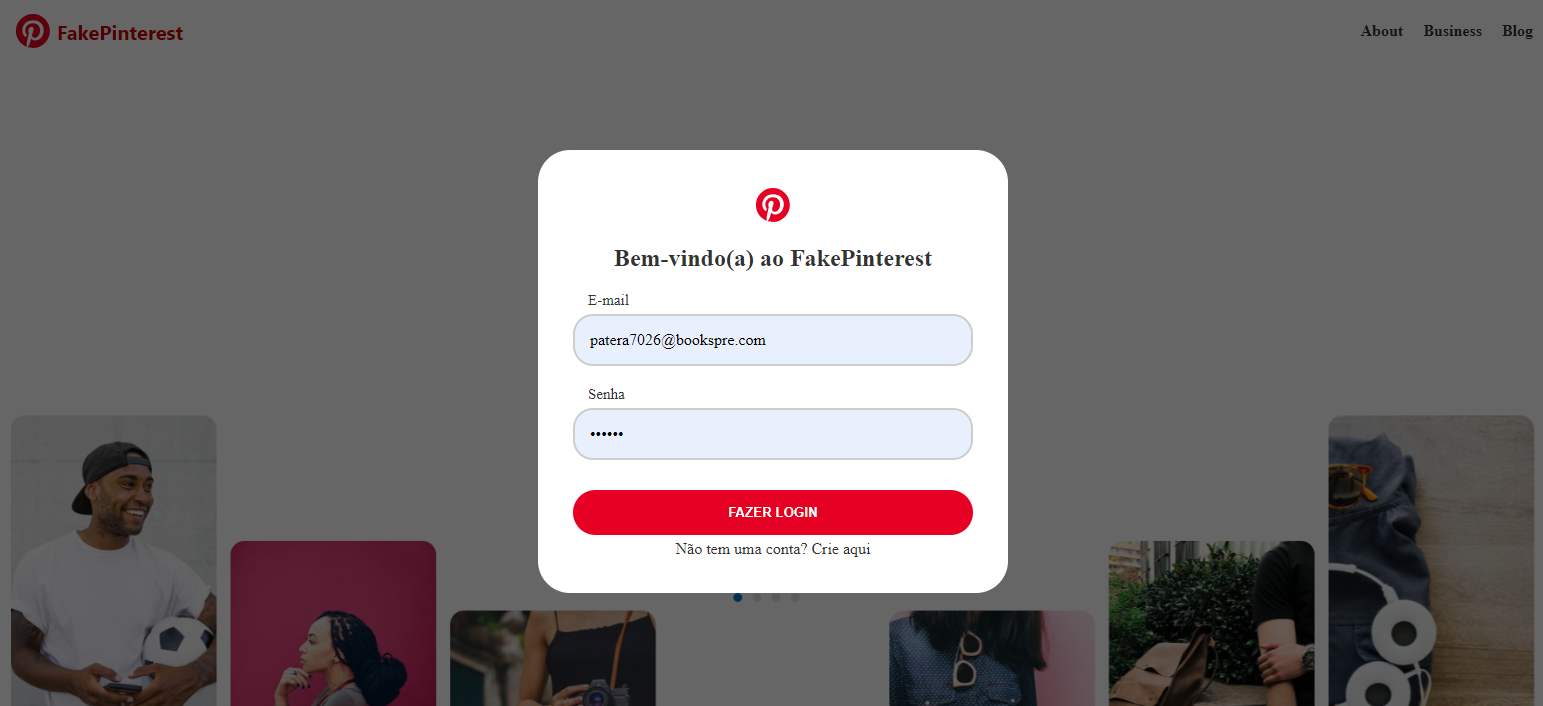 FakePinterest
About Business Blog
Bem-vindo(a) ao FakePinterest
E-mail
patera7026@bookspre.com
Senha
••••••
FAZER LOGIN
Não tem uma conta? Crie aqui